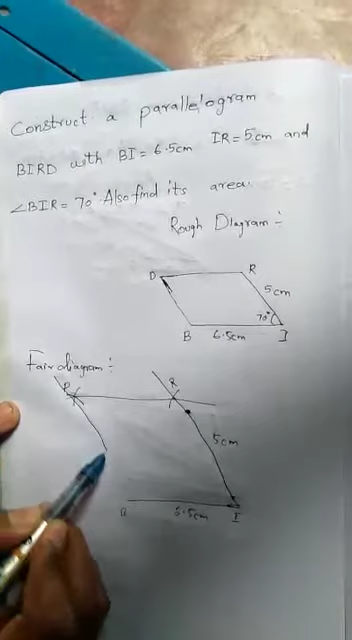 Construct a parallelogram
BIRD with BI = 6.5cm IR = 5cm and
∠BIR = 70°. Also find its area.
Rough Diagram :-
D R
5cm
70°
B 6.5cm I
Fair diagram :-
D R
5cm
B 6.5cm I